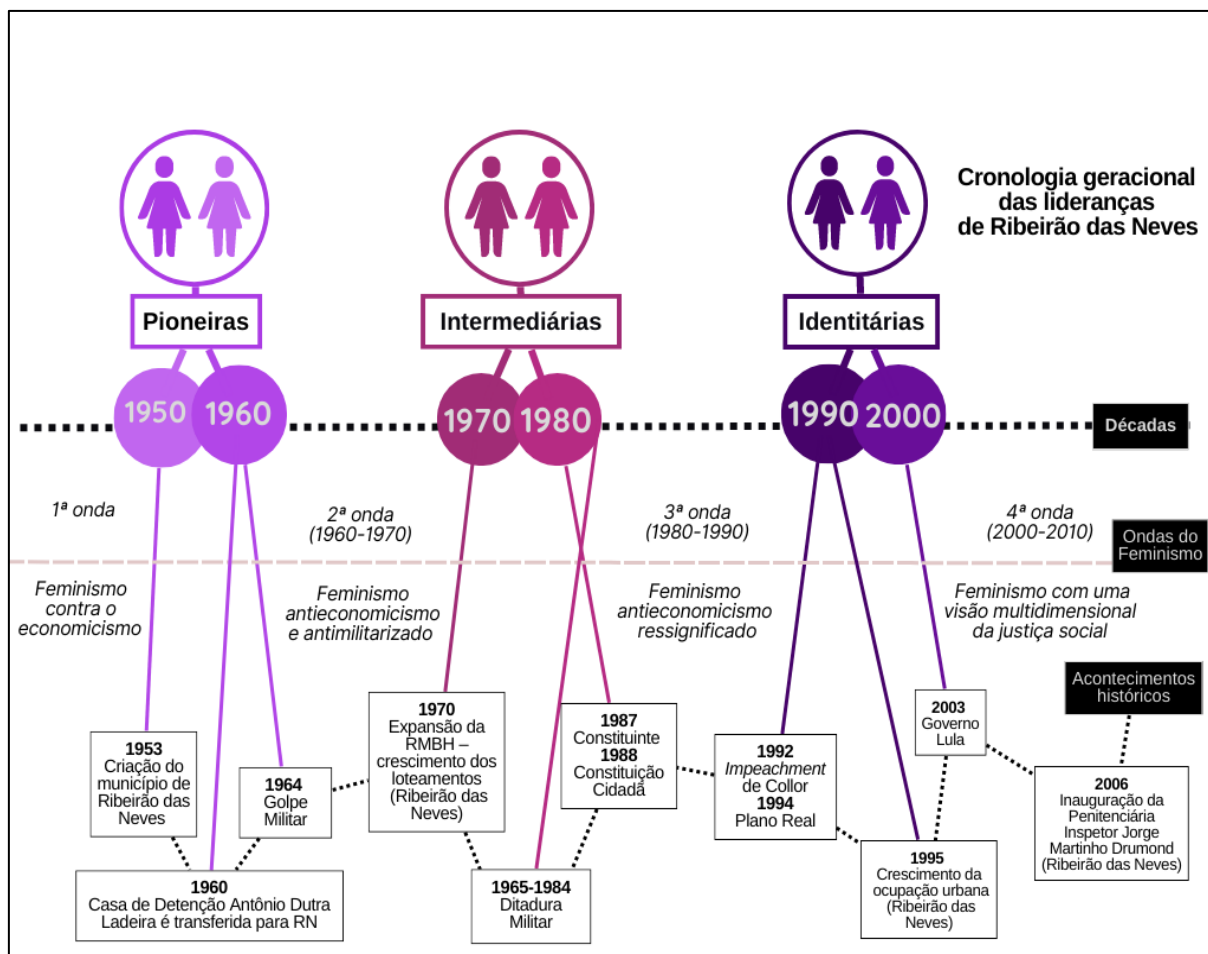 Cronologia geracional
das lideranças
de Ribeirão das Neves
Pioneiras
Intermediárias
Identitárias
1950
1960
1970
1980
1990
2000
Décadas
1ª onda
2ª onda
(1960-1970)
3ª onda
(1980-1990)
4ª onda
(2000-2010)
Ondas do
Feminismo
Feminismo
contra o
economicismo
Feminismo
antieconomicismo
e antimilitarizado
Feminismo
antieconomicismo
ressignificado
Feminismo com uma
visão multidimensional
da justiça social
Acontecimentos
históricos
1953
Criação do
município de
Ribeirão das
Neves
1960
Casa de Detenção Antônio Dutra
Ladeira é transferida para RN
1964
Golpe
Militar
1970
Expansão da
RMBH –
crescimento dos
loteamentos
(Ribeirão das
Neves)
1965-1984
Ditadura
Militar
1987
Constituinte
1988
Constituição
Cidadã
1992
Impeachment
de Collor
1994
Plano Real
1995
Crescimento da
ocupação urbana
(Ribeirão das
Neves)
2003
Governo
Lula
2006
Inauguração da
Penitenciária
Inspetor Jorge
Martinho Drumond
(Ribeirão das Neves)